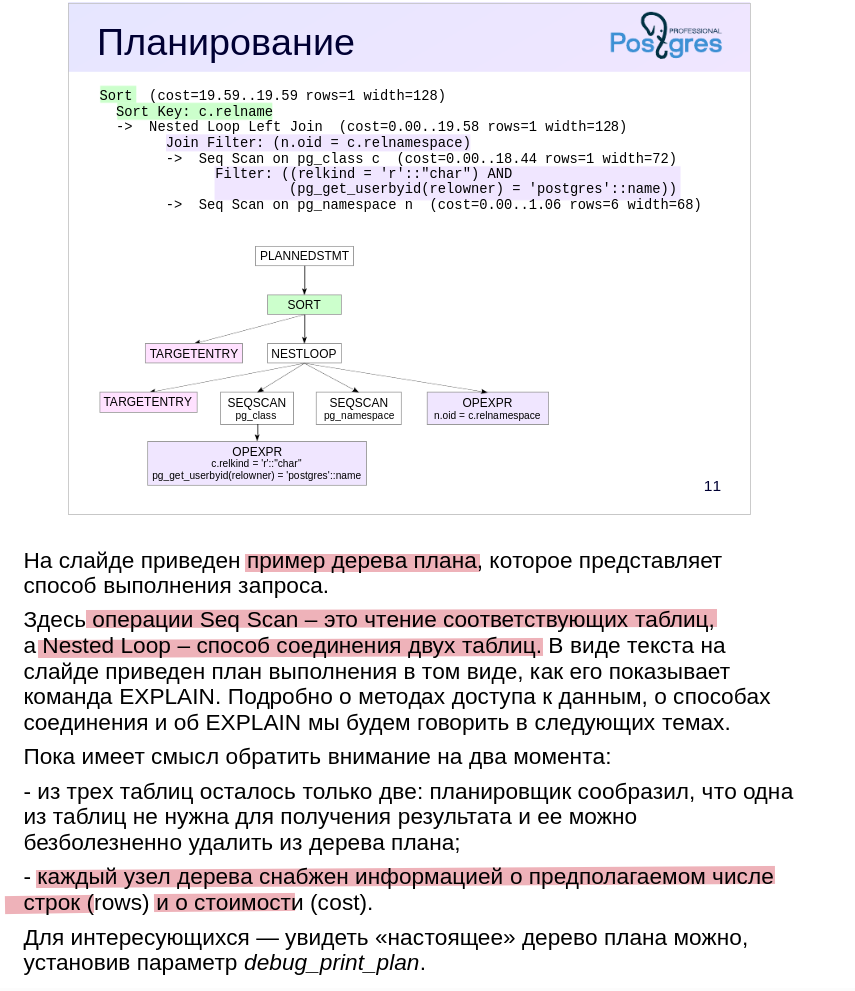 Планирование
PROFESSIONAL
Postgres
Sort  (cost=19.59..19.59 rows=1 width=128)
  Sort Key: c.relname
  ->  Nested Loop Left Join  (cost=0.00..19.58 rows=1 width=128)
        Join Filter: (n.oid = c.relnamespace)
        ->  Seq Scan on pg_class c  (cost=0.00..18.44 rows=1 width=72)
              Filter: ((relkind = 'r'::"char") AND
                       (pg_get_userbyid(relowner) = 'postgres'::name))
        ->  Seq Scan on pg_namespace n  (cost=0.00..1.06 rows=6 width=68)
PLANNEDSTMT
SORT
TARGETENTRY
NESTLOOP
TARGETENTRY
SEQSCAN
pg_class
SEQSCAN
pg_namespace
OPEXPR
n.oid = c.relnamespace
OPEXPR
c.relkind = 'r'::"char"
pg_get_userbyid(relowner) = 'postgres'::name
11
На слайде приведен пример дерева плана, которое представляет
способ выполнения запроса.
Здесь операции Seq Scan – это чтение соответствующих таблиц,
а Nested Loop – способ соединения двух таблиц. В виде текста на
слайде приведен план выполнения в том виде, как его показывает
команда EXPLAIN. Подробно о методах доступа к данным, о способах
соединения и об EXPLAIN мы будем говорить в следующих темах.
Пока имеет смысл обратить внимание на два момента:
- из трех таблиц осталось только две: планировщик сообразил, что одна
из таблиц не нужна для получения результата и ее можно
безболезненно удалить из дерева плана;
- каждый узел дерева снабжен информацией о предполагаемом числе
строк (rows) и о стоимости (cost).
Для интересующихся — увидеть «настоящее» дерево плана можно,
установив параметр debug_print_plan.